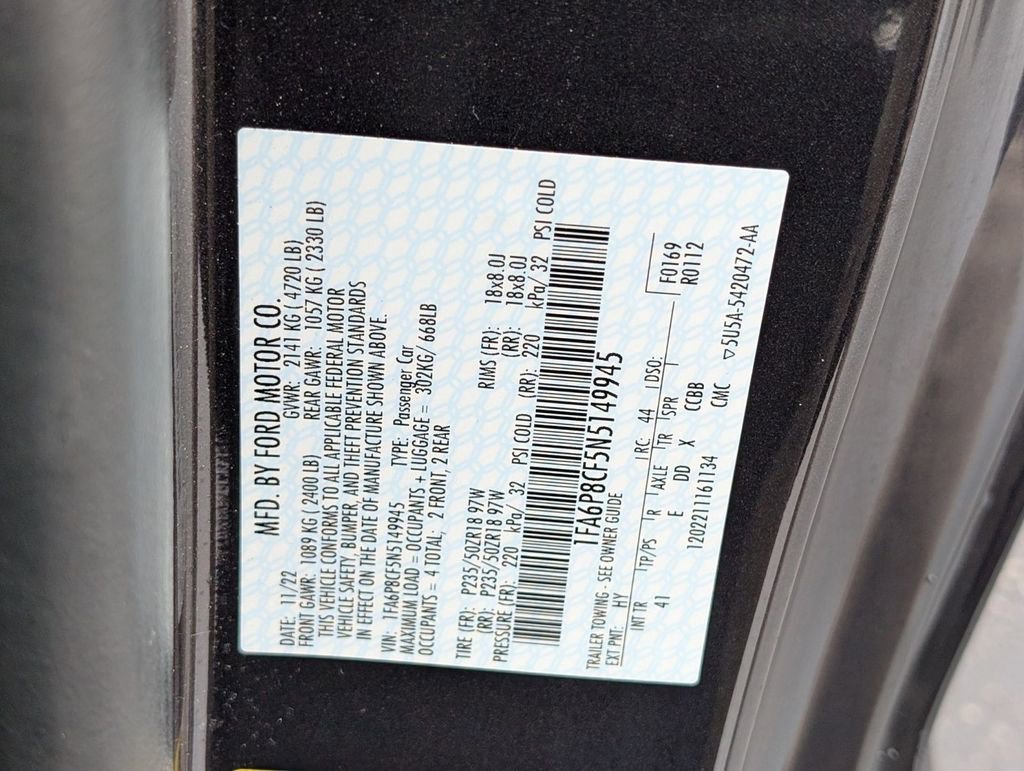 MFD. BY FORD MOTOR CO.
DATE: 11/22 GVWR: 2141 KG ( 4720 LB)
FRONT GAWR: 1089 KG ( 2400 LB) REAR GAWR: 1057 KG ( 2330 LB)
THIS VEHICLE CONFORMS TO ALL APPLICABLE FEDERAL MOTOR
VEHICLE SAFETY, BUMPER, AND THEFT PREVENTION STANDARDS
IN EFFECT ON THE DATE OF MANUFACTURE SHOWN ABOVE.
VIN: 1FA6P8CF5N5149945 TYPE: Passenger Car
MAXIMUM LOAD = OCCUPANTS + LUGGAGE = 302KG/ 668LB
OCCUPANTS = 4 TOTAL; 2 FRONT, 2 REAR
TIRE (FR): P235/50ZR18 97W RIMS (FR): 18x8.0J
(RR): P235/50ZR18 97W (RR): 18x8.0J
PRESSURE (FR): 220 kPa/ 32 PSI COLD (RR): 220 kPa/ 32 PSI COLD
1FA6P8CF5N5149945
TRAILER TOWING - SEE OWNER GUIDE
EXT PNT: HY RC: 44 DSO: F0169
INTR TP/PS R AXLE TR SPR R0112
41 E DD X CCBB
1202211161134 CMC ▽5U5A-5420472-AA